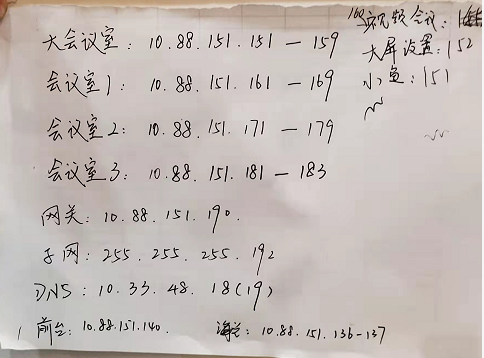 大会议室: 10.88.151.151 — 159
视频会议:
大屏设置: 152
会议室1: 10.88.151.161 — 169
小鱼: 151
会议室2: 10.88.151.171 — 179
会议室3: 10.88.151.181 — 183
网关: 10.88.151.190.
子网: 255.255.255.192
DNS: 10.33.48.18(19)
前台: 10.88.151.140.
海兰: 10.88.151.136-137